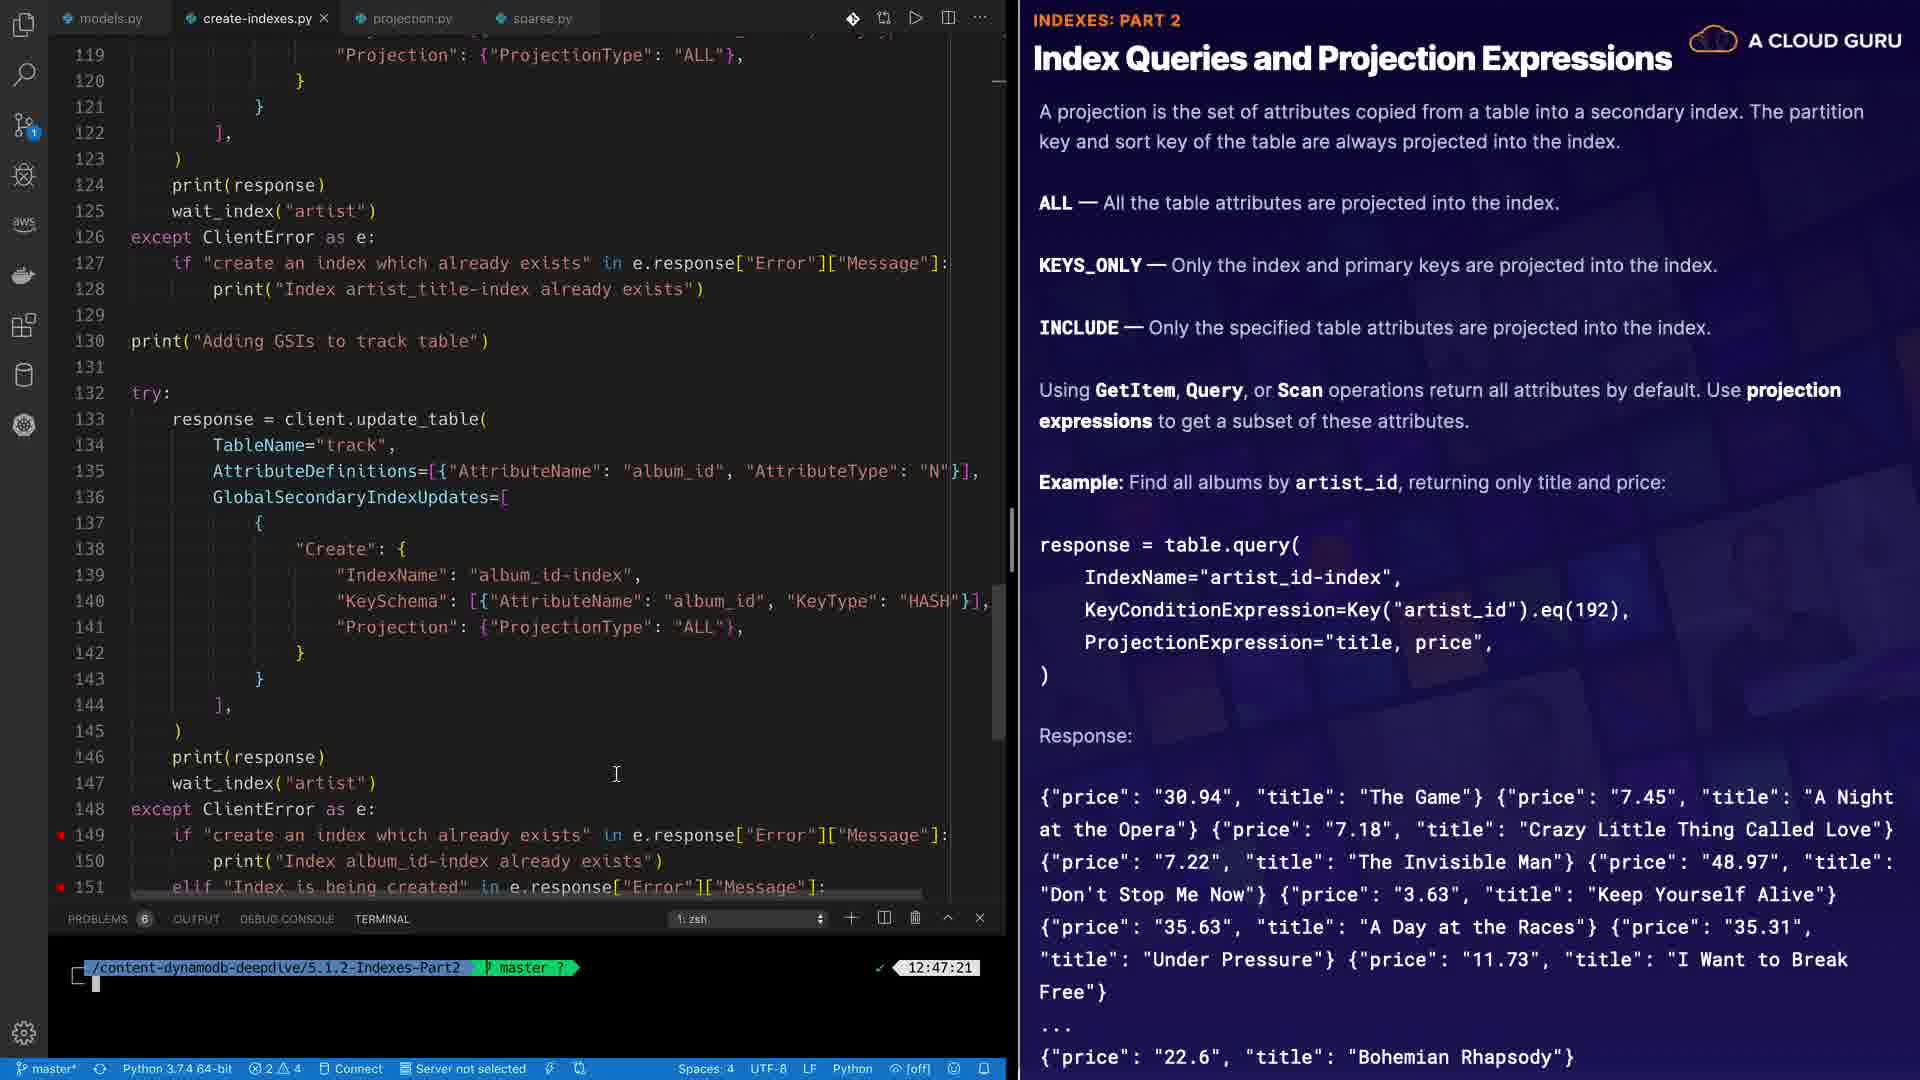 models.py
create-indexes.py
projection.py
sparse.py
119 "Projection": {"ProjectionType": "ALL"},
120 }
121 }
122 ],
123 )
124 print(response)
125 wait_index("artist")
126 except ClientError as e:
127 if "create an index which already exists" in e.response["Error"]["Message"]:
128 print("Index artist_title-index already exists")
129
130 print("Adding GSIs to track table")
131
132 try:
133 response = client.update_table(
134 TableName="track",
135 AttributeDefinitions=[{"AttributeName": "album_id", "AttributeType": "N"}],
136 GlobalSecondaryIndexUpdates=[
137 {
138 "Create": {
139 "IndexName": "album_id-index",
140 "KeySchema": [{"AttributeName": "album_id", "KeyType": "HASH"}],
141 "Projection": {"ProjectionType": "ALL"},
142 }
143 }
144 ],
145 )
146 print(response)
147 wait_index("artist")
148 except ClientError as e:
149 if "create an index which already exists" in e.response["Error"]["Message"]:
150 print("Index album_id-index already exists")
151 elif "Index is being created" in e.response["Error"]["Message"]:
1
aws
PROBLEMS 6 OUTPUT DEBUG CONSOLE TERMINAL 1: zsh
/content-dynamodb-deepdive/5.1.2-Indexes-Part2 master ? ✓ 12:47:21
master* Python 3.7.4 64-bit 2 4 Connect Server not selected Spaces: 4 UTF-8 LF Python [off]
INDEXES: PART 2
Index Queries and Projection Expressions
A CLOUD GURU
A projection is the set of attributes copied from a table into a secondary index. The partition
key and sort key of the table are always projected into the index.
ALL — All the table attributes are projected into the index.
KEYS_ONLY — Only the index and primary keys are projected into the index.
INCLUDE — Only the specified table attributes are projected into the index.
Using GetItem, Query, or Scan operations return all attributes by default. Use projection
expressions to get a subset of these attributes.
Example: Find all albums by artist_id, returning only title and price:
response = table.query(
IndexName="artist_id-index",
KeyConditionExpression=Key("artist_id").eq(192),
ProjectionExpression="title, price",
)
Response:
{"price": "30.94", "title": "The Game"} {"price": "7.45", "title": "A Night
at the Opera"} {"price": "7.18", "title": "Crazy Little Thing Called Love"}
{"price": "7.22", "title": "The Invisible Man"} {"price": "48.97", "title":
"Don't Stop Me Now"} {"price": "3.63", "title": "Keep Yourself Alive"}
{"price": "35.63", "title": "A Day at the Races"} {"price": "35.31",
"title": "Under Pressure"} {"price": "11.73", "title": "I Want to Break
Free"}
...
{"price": "22.6", "title": "Bohemian Rhapsody"}